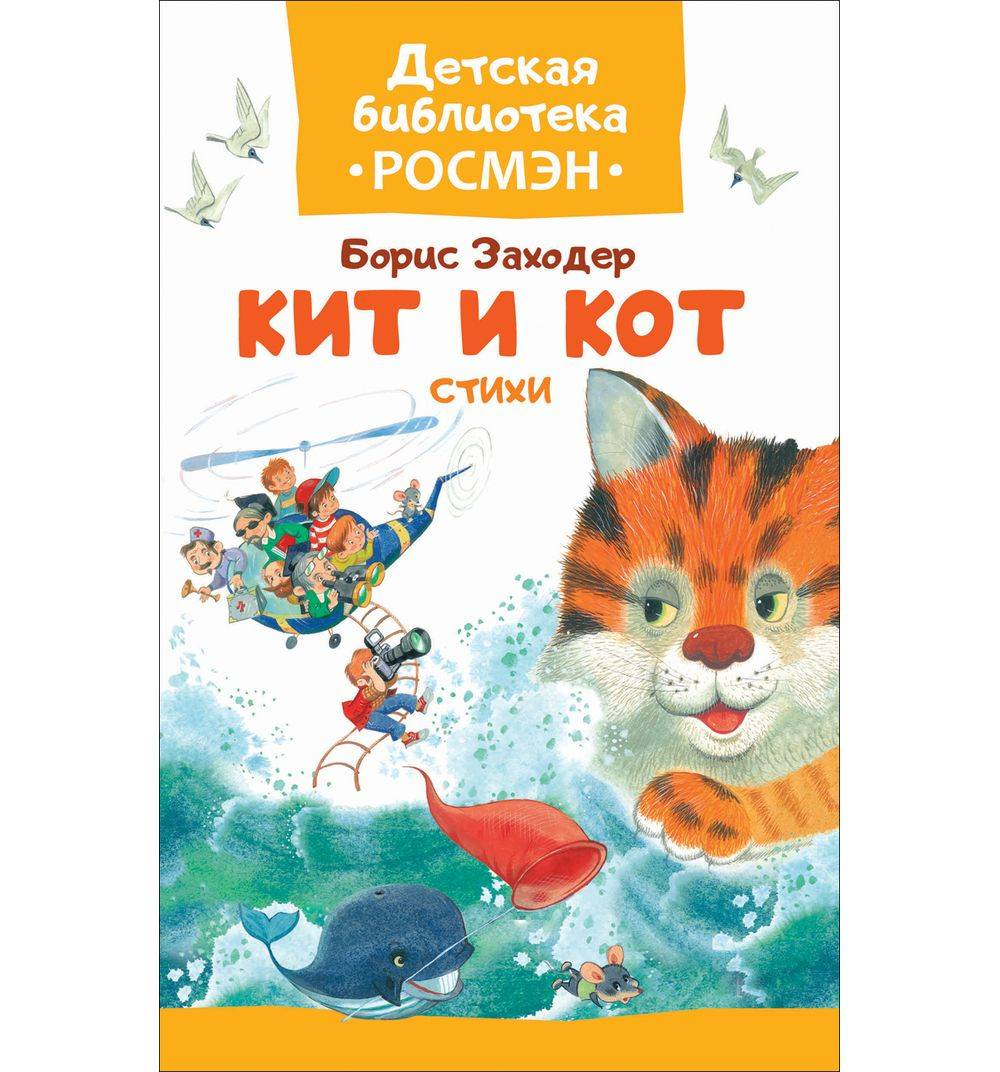 Детская
библиотека
• РОСМЭН •
Борис Заходер
КИТ И КОТ
стихи